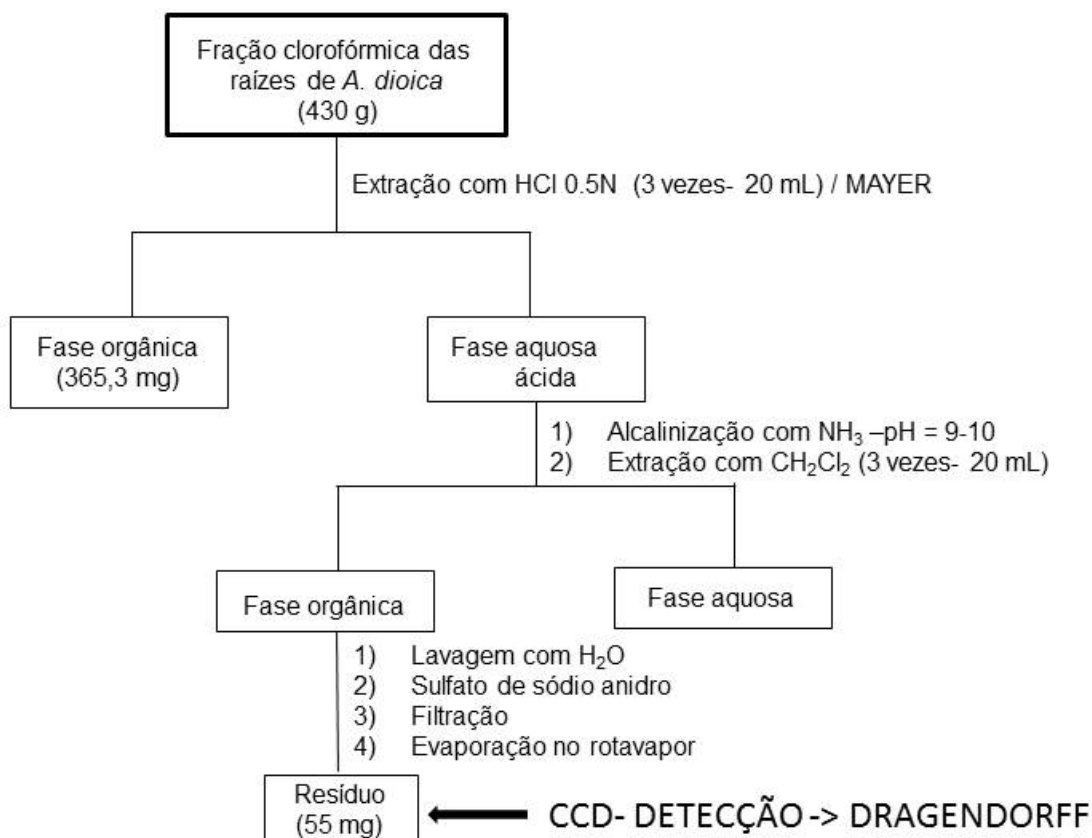 Fração clorofórmica das
raízes de A. dioica
(430 g)
Extração com HCl 0.5N (3 vezes- 20 mL) / MAYER
Fase orgânica
(365,3 mg)
Fase aquosa
ácida
1) Alcalinização com NH₃ –pH = 9-10
2) Extração com CH₂Cl₂ (3 vezes- 20 mL)
Fase orgânica
Fase aquosa
1) Lavagem com H₂O
2) Sulfato de sódio anidro
3) Filtração
4) Evaporação no rotavapor
Resíduo
(55 mg)
CCD- DETECÇÃO -> DRAGENDORFF